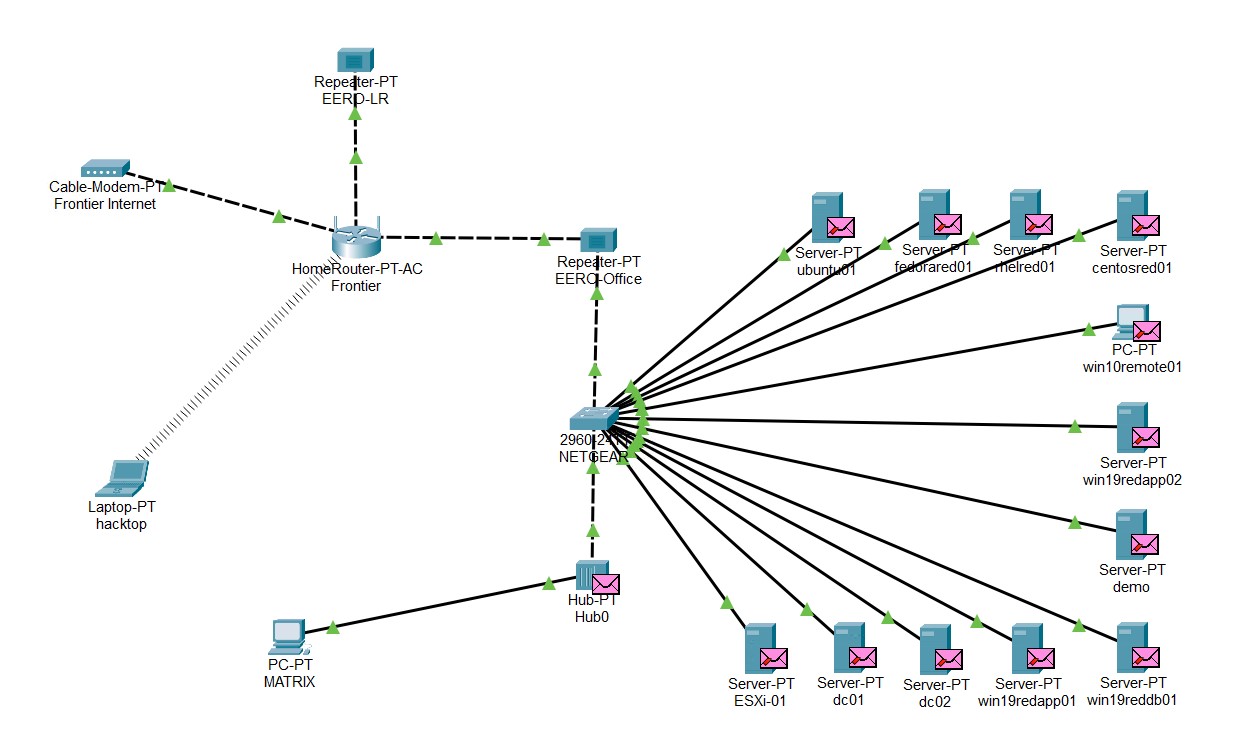 Repeater-PT
EERO-LR
Cable-Modem-PT
Frontier Internet
HomeRouter-PT-AC
Frontier
Repeater-PT
EERO-Office
Server-PT
ubuntu01
Server-PT
fedorared01
Server-PT
rhelred01
Server-PT
centosred01
PC-PT
win10remote01
NETGEAR
Server-PT
win19redapp02
Laptop-PT
hacktop
Server-PT
demo
Hub-PT
Hub0
PC-PT
MATRIX
Server-PT
ESXi-01
Server-PT
dc01
Server-PT
dc02
Server-PT
win19redapp01
Server-PT
win19reddb01